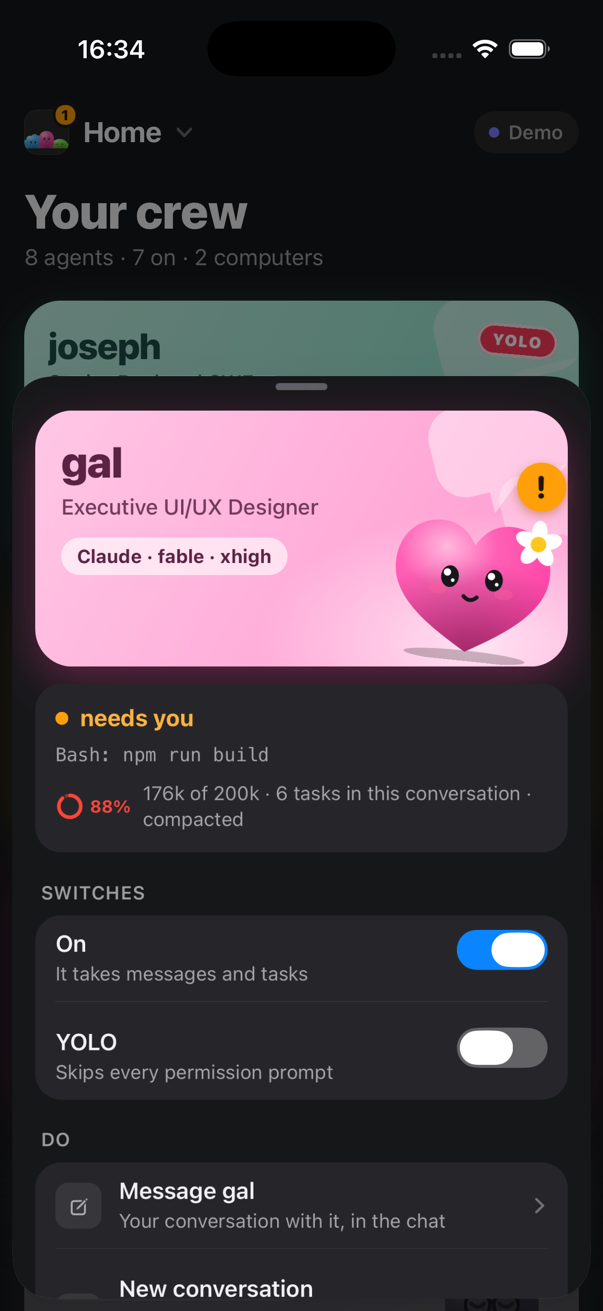 16:34
1
Home
Demo
Your crew
8 agents · 7 on · 2 computers
joseph
YOLO
gal
!
Executive UI/UX Designer
Claude · fable · xhigh
needs you
Bash: npm run build
88%
176k of 200k · 6 tasks in this conversation ·
compacted
SWITCHES
On
It takes messages and tasks
YOLO
Skips every permission prompt
DO
Message gal
Your conversation with it, in the chat
New conversation